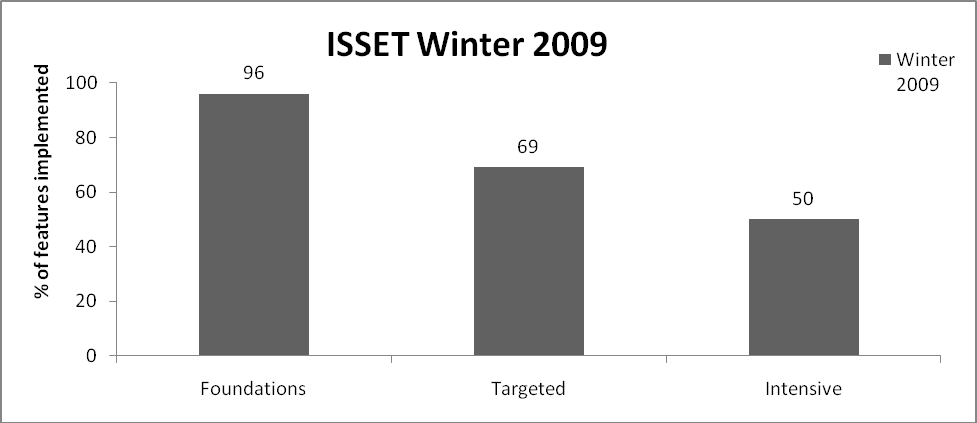 ISSET Winter 2009
Winter
2009
% of features implemented
100
80
60
40
20
0
96
69
50
Foundations
Targeted
Intensive